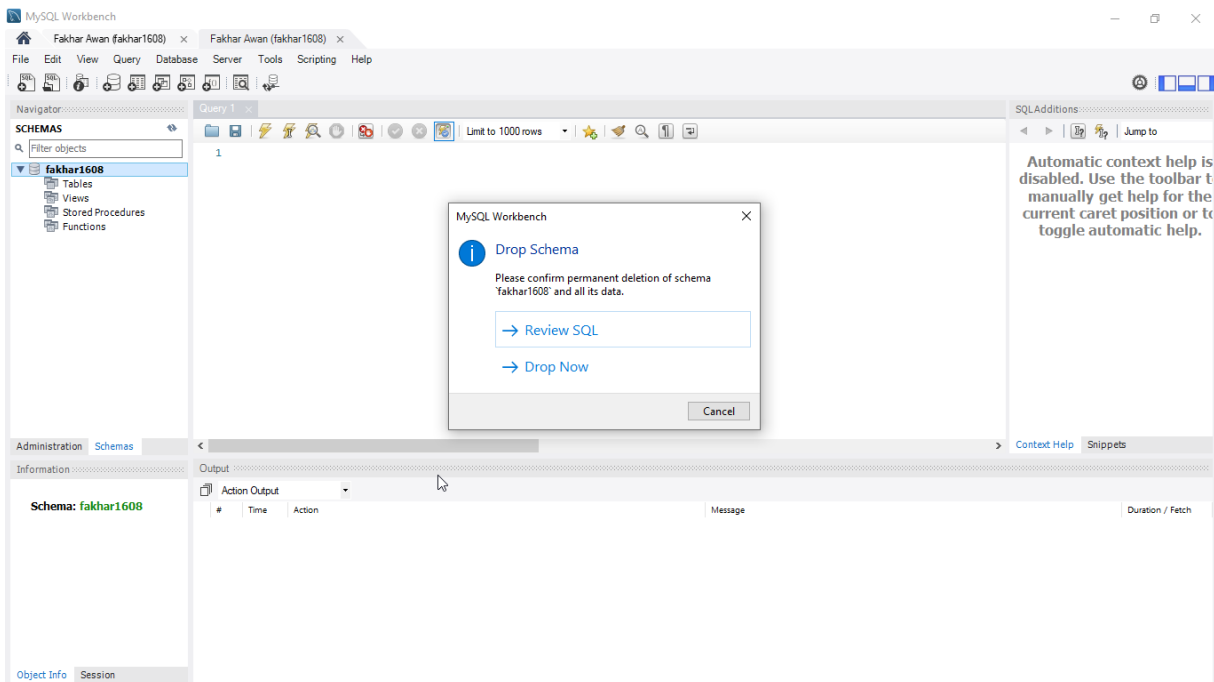 MySQL Workbench
Fakhar Awan (fakhar1608) × Fakhar Awan (fakhar1608) ×
File Edit View Query Database Server Tools Scripting Help
Navigator Query 1 × SQLAdditions
SCHEMAS
Limit to 1000 rows Jump to
Filter objects
1
fakhar1608
Tables
Views
Stored Procedures
Functions
Automatic context help is
disabled. Use the toolbar t
manually get help for the
current caret position or to
toggle automatic help.
MySQL Workbench
Drop Schema
Please confirm permanent deletion of schema
`fakhar1608` and all its data.
→ Review SQL
→ Drop Now
Cancel
Administration Schemas
Context Help Snippets
Information Output
Action Output
Schema: fakhar1608
# Time Action Message Duration / Fetch
Object Info Session